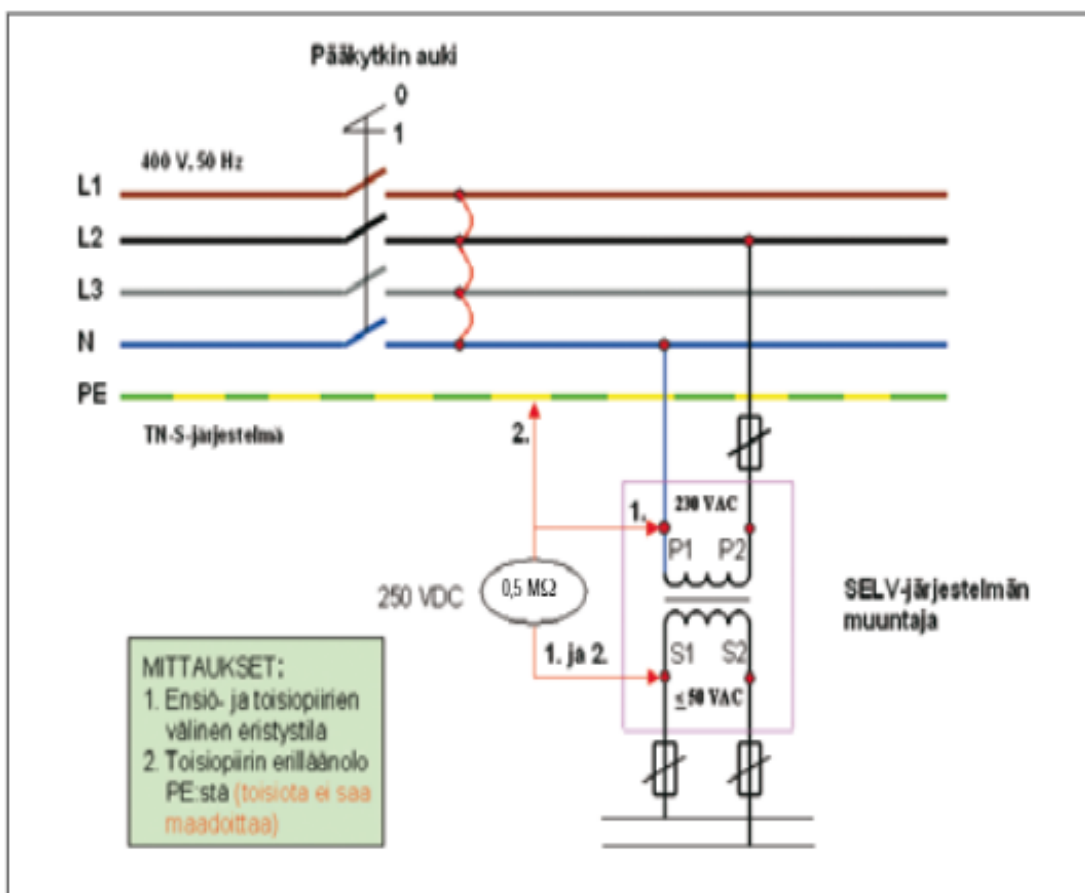 Pääkytkin auki
0
1
400 V, 50 Hz
L1
L2
L3
N
PE
TN-S-järjestelmä
2.
1.
230 VAC
P1 P2
250 VDC
0,5 MΩ
SELV-järjestelmän
muuntaja
1. ja 2.
S1 S2
≤ 50 VAC
MITTAUKSET:
1. Ensiö- ja toisiopiirien
välinen eristystila
2. Toisiopiirin erilläänolo
PE:stä (toisiota ei saa
maadoittaa)